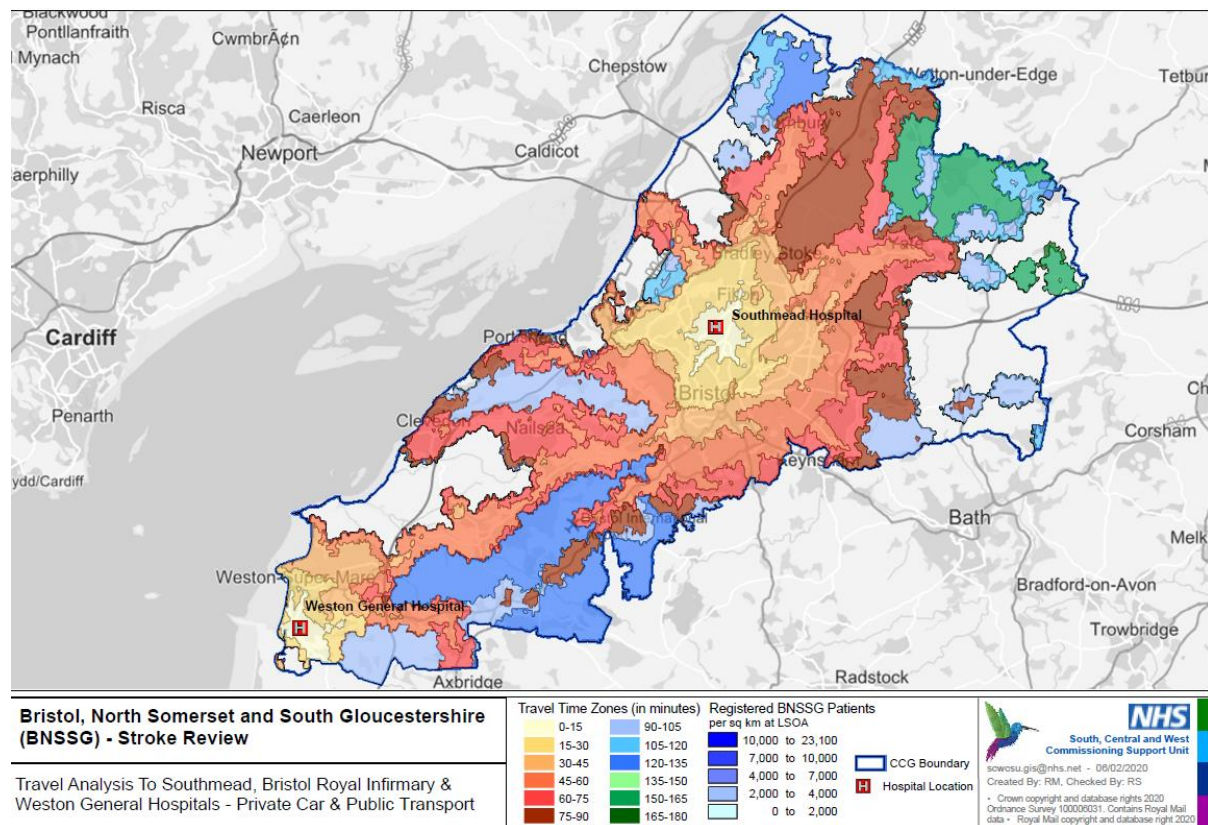 Blackwood
Pontllanfraith
Mynach
CwmbrÃ¢n
Chepstow
Wotton-under-Edge
Tetbury
Risca
Caerleon
Caerphilly
Newport
Caldicot
M5
M4
Yate
Bradley Stoke
Filton
Southmead Hospital
Cardiff
Portishead
Bristol
Penarth
Clevedon
Nailsea
Corsham
Keynsham
Cardiff
Bristol International
Bath
Melk
Weston-Super-Mare
Bradford-on-Avon
Weston General Hospital
Trowbridge
Axbridge
Radstock
Bristol, North Somerset and South Gloucestershire
(BNSSG) - Stroke Review
Travel Analysis To Southmead, Bristol Royal Infirmary &
Weston General Hospitals - Private Car & Public Transport
Travel Time Zones (in minutes)
0-15
15-30
30-45
45-60
60-75
75-90
90-105
105-120
120-135
135-150
150-165
165-180
Registered BNSSG Patients
per sq km at LSOA
10,000 to 23,100
7,000 to 10,000
4,000 to 7,000
2,000 to 4,000
0 to 2,000
CCG Boundary
H Hospital Location
NHS
South, Central and West
Commissioning Support Unit
scwcsu.gis@nhs.net - 06/02/2020
Created By: RM, Checked By: RS
• Crown copyright and database rights 2020
Ordnance Survey 100006031. Contains Royal Mail
data • Royal Mail copyright and database right 2020